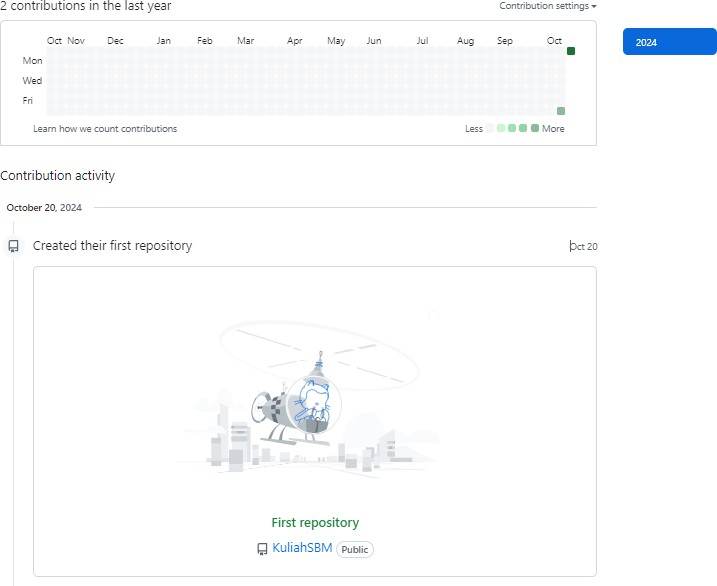 2 contributions in the last year
Contribution settings
2024
Oct Nov Dec Jan Feb Mar Apr May Jun Jul Aug Sep Oct
Mon
Wed
Fri
Learn how we count contributions
Less More
Contribution activity
October 20, 2024
Created their first repository
Oct 20
First repository
KuliahSBM Public